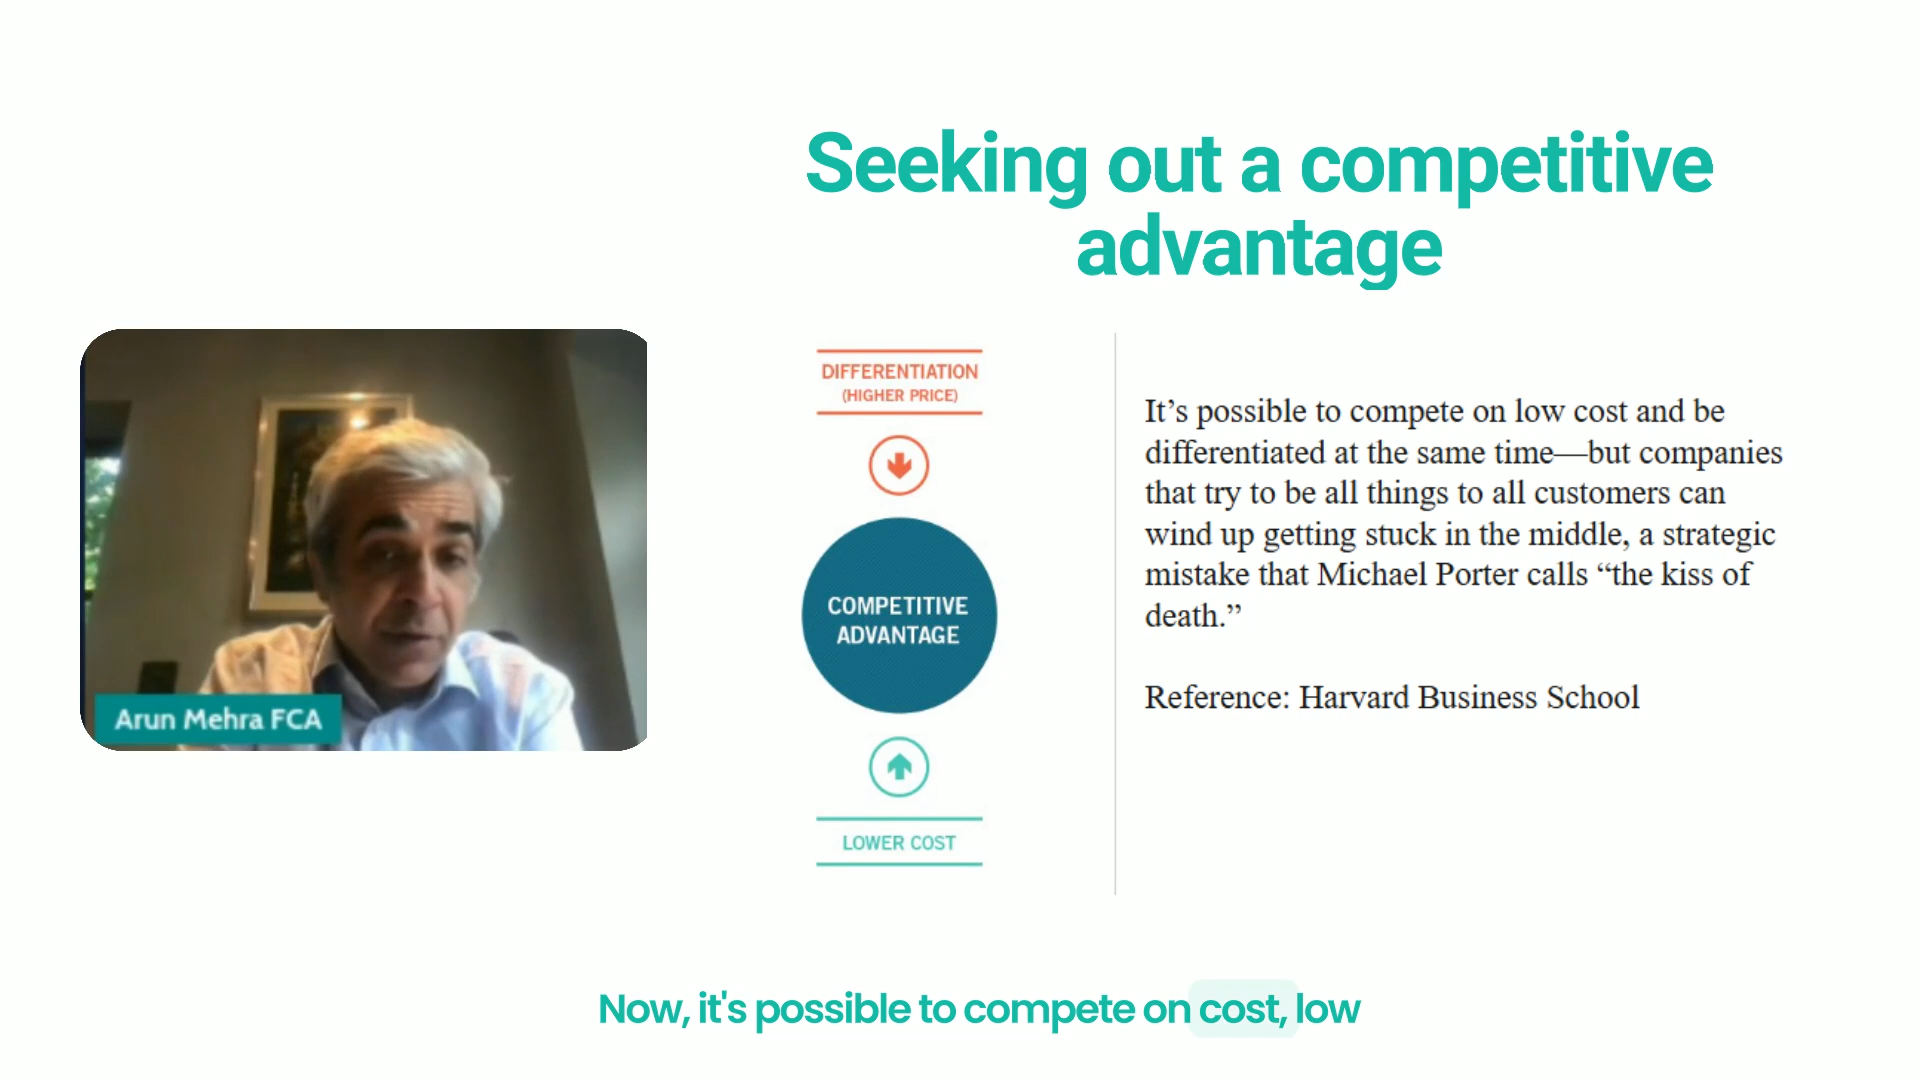 Seeking out a competitive
advantage
DIFFERENTIATION
(HIGHER PRICE)
COMPETITIVE
ADVANTAGE
LOWER COST
It’s possible to compete on low cost and be
differentiated at the same time—but companies
that try to be all things to all customers can
wind up getting stuck in the middle, a strategic
mistake that Michael Porter calls “the kiss of
death.”
Reference: Harvard Business School
Arun Mehra FCA
Now, it's possible to compete on cost, low